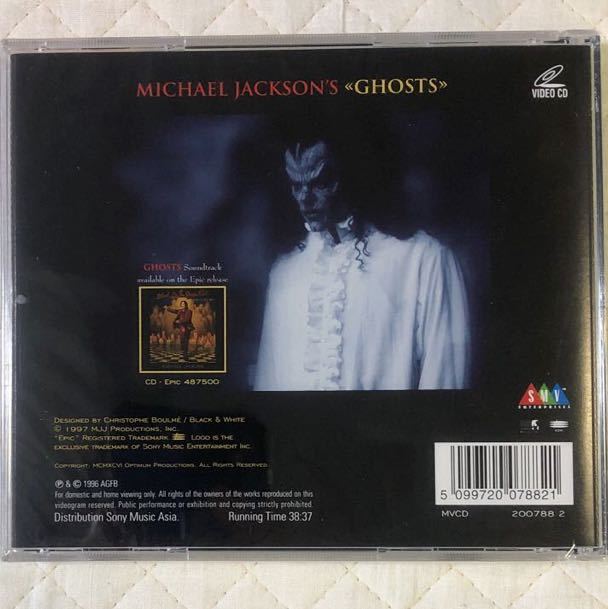 MICHAEL JACKSON'S «GHOSTS»
VIDEO CD
GHOSTS Soundtrack
available on the Epic release
CD - EPIC 487500
DESIGNED BY CHRISTOPHE BOULMÉ / BLACK & WHITE
© 1997 MJJ PRODUCTIONS, INC.
"EPIC" REGISTERED TRADEMARK LOGO IS THE
EXCLUSIVE TRADEMARK OF SONY MUSIC ENTERTAINMENT INC.
COPYRIGHT: MCMXCVI OPTIMUM PRODUCTIONS. ALL RIGHTS RESERVED.
℗ & © 1996 AGFB
For domestic and home viewing only. All rights of the owners of the works reproduced on this
videogram reserved. Public performance or exhibition and copying strictly prohibited.
Distribution Sony Music Asia. Running Time 38:37
SMV
ENTERPRISES
5 099720 078821
MVCD 200788 2